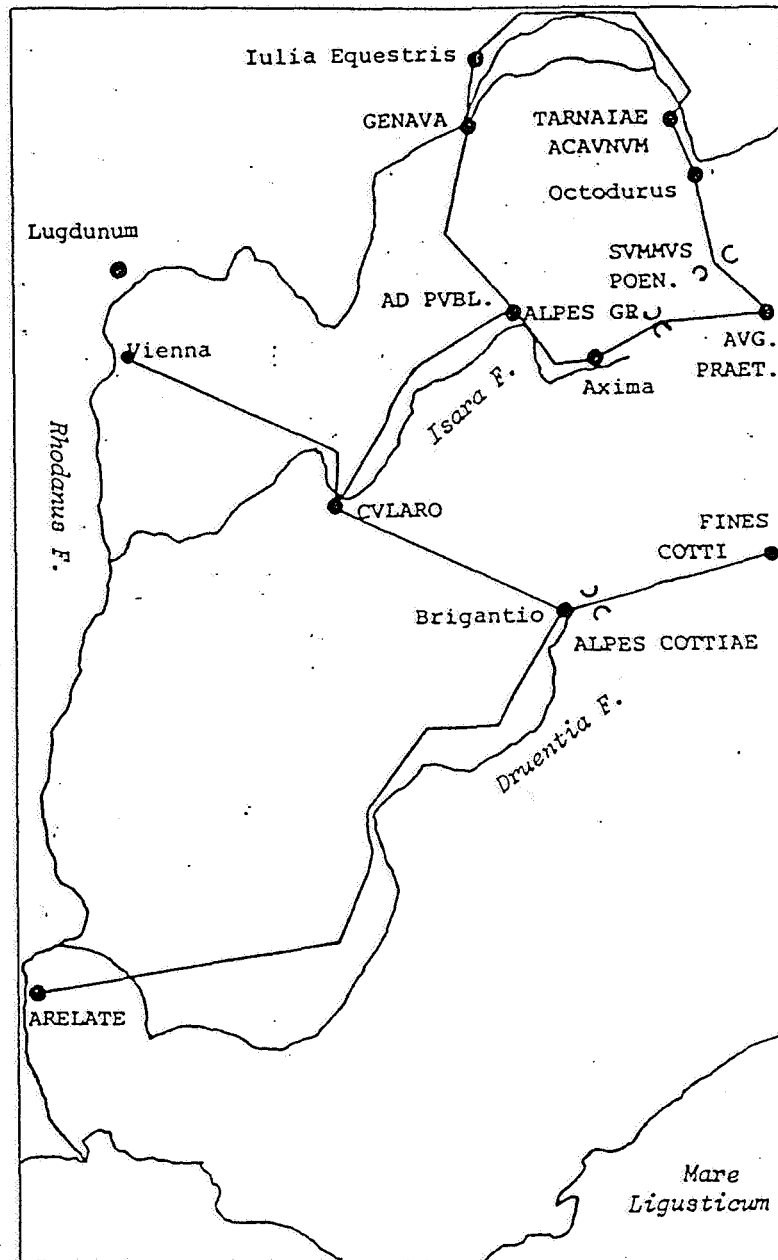 Iulia Equestris
GENAVA
TARNAIAE
ACAVNVM
Octodurus
Lugdunum
SVMMVS
POEN.
AD PVBL.
ALPES GR.
AVG.
PRAET.
Vienna
Axima
Isara F.
Rhodanus F.
CVLARO
FINES
COTTI
Brigantio
ALPES COTTIAE
Druentia F.
ARELATE
Mare
Ligusticum